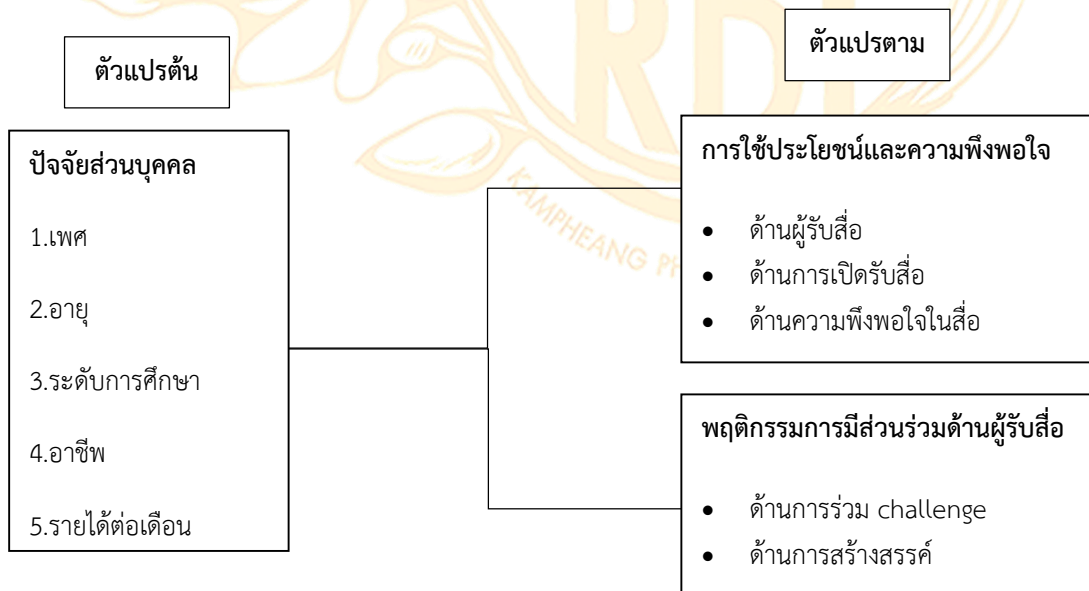 ตัวแปรต้น
ปัจจัยส่วนบุคคล
1.เพศ
2.อายุ
3.ระดับการศึกษา
4.อาชีพ
5.รายได้ต่อเดือน
ตัวแปรตาม
การใช้ประโยชน์และความพึงพอใจ
• ด้านผู้รับสื่อ
• ด้านการเปิดรับสื่อ
• ด้านความพึงพอใจในสื่อ
พฤติกรรมการมีส่วนร่วมด้านผู้รับสื่อ
• ด้านการร่วม challenge
• ด้านการสร้างสรรค์
RDI
KAMPHEANG